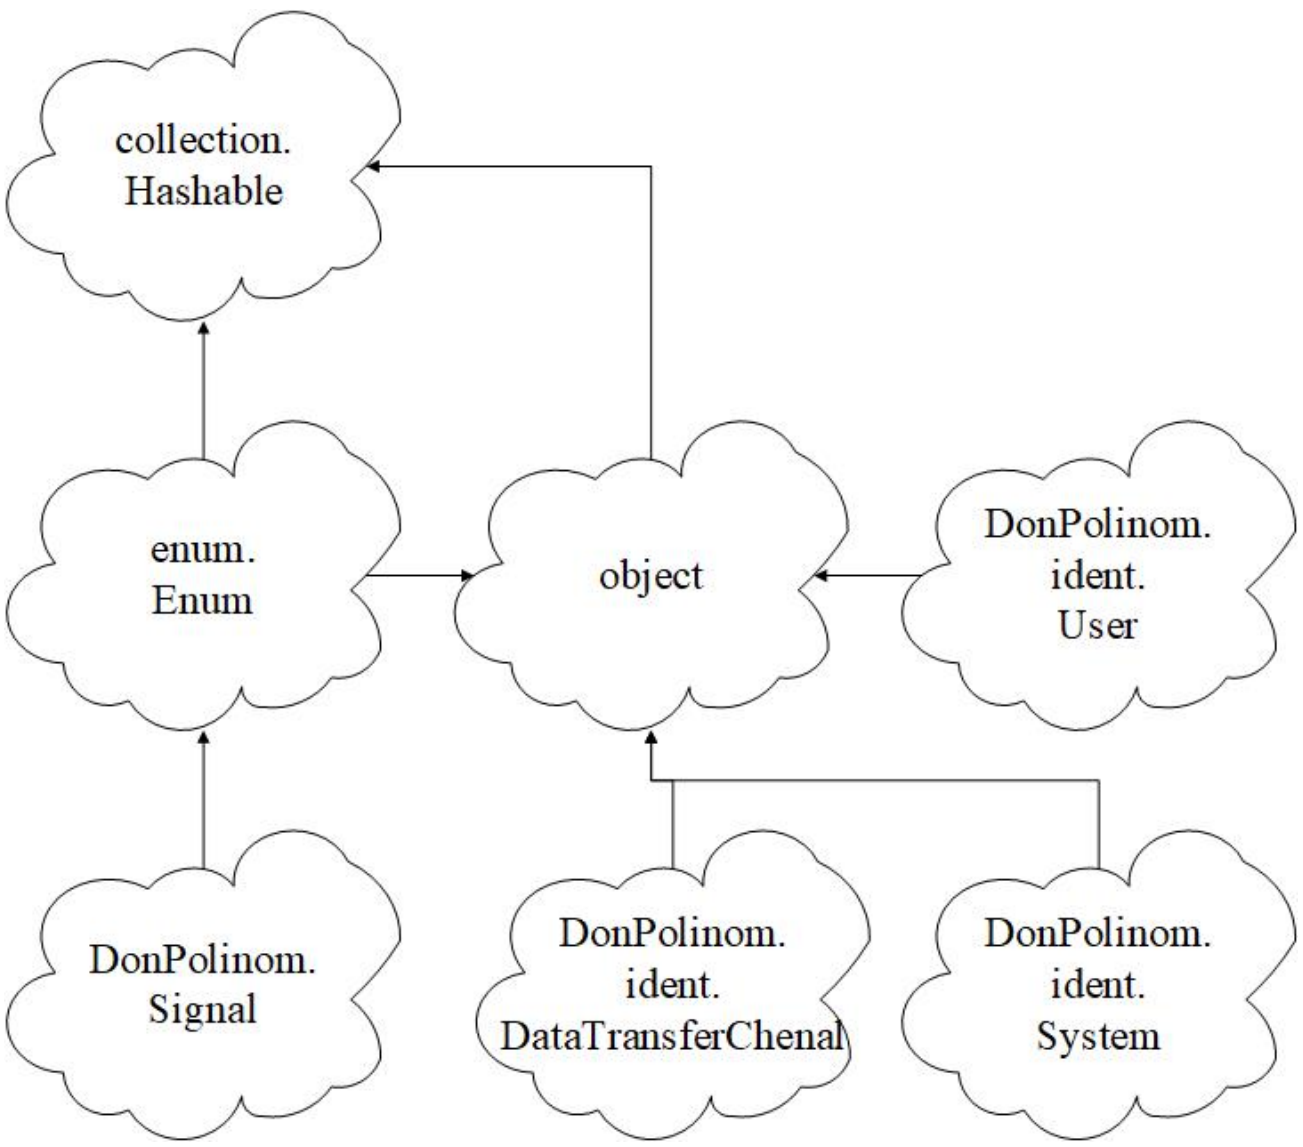 collection.
Hashable
enum.
Enum
object
DonPolinom.
ident.
User
DonPolinom.
Signal
DonPolinom.
ident.
DataTransferChenal
DonPolinom.
ident.
System